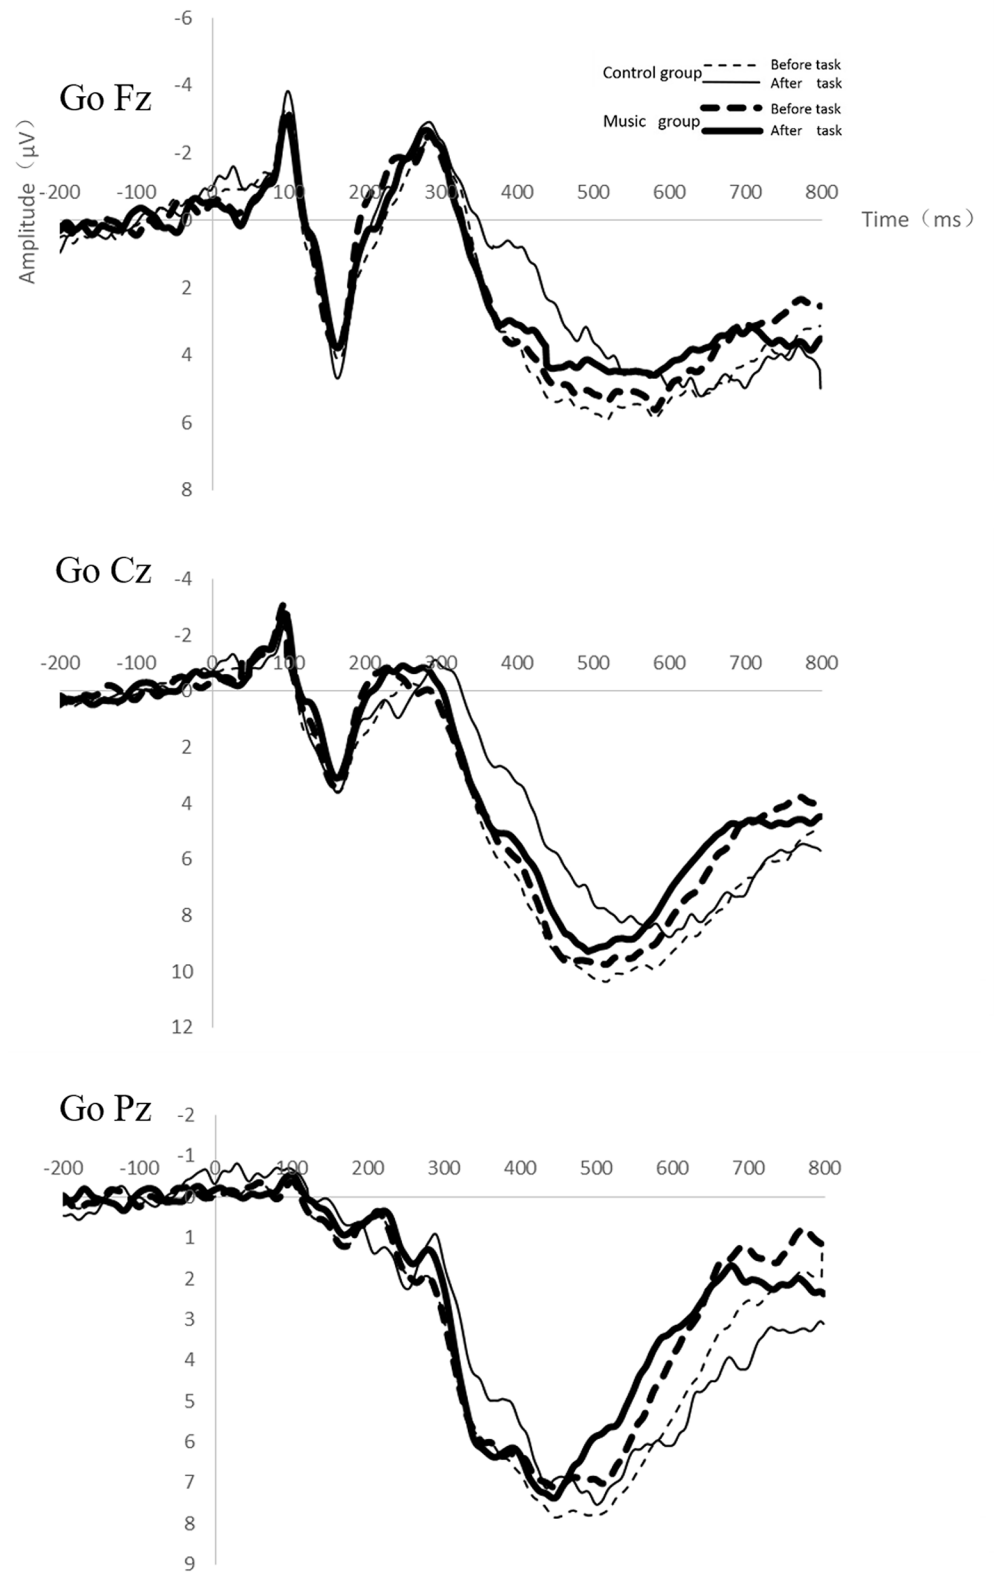 -6
Go Fz
-4
Control group
Before task
After task
Music group
Before task
After task
Amplitude（μV）
-2
-200 -100 0 100 200 300 400 500 600 700 800
0
Time（ms）
2
4
6
8
Go Cz
-4
-2
-200 -100 0 100 200 300 400 500 600 700 800
0
2
4
6
8
10
12
Go Pz
-2
-1
-200 -100 0 100 200 300 400 500 600 700 800
0
1
2
3
4
5
6
7
8
9